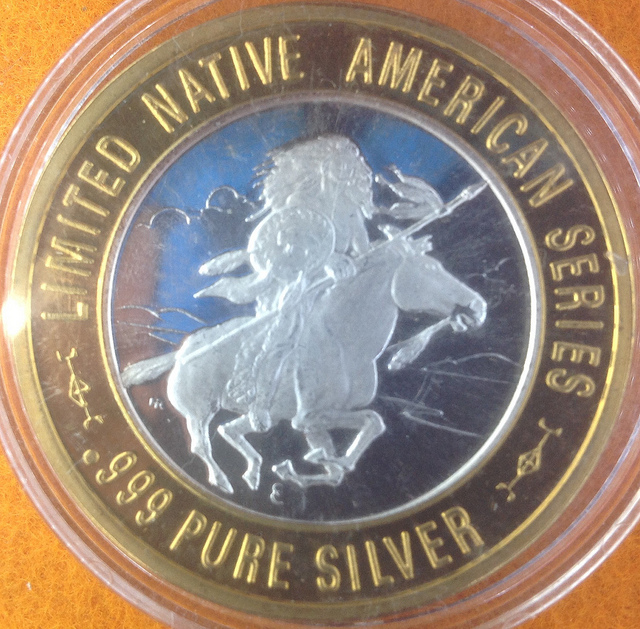 LIMITED NATIVE AMERICAN SERIES
.999 PURE SILVER